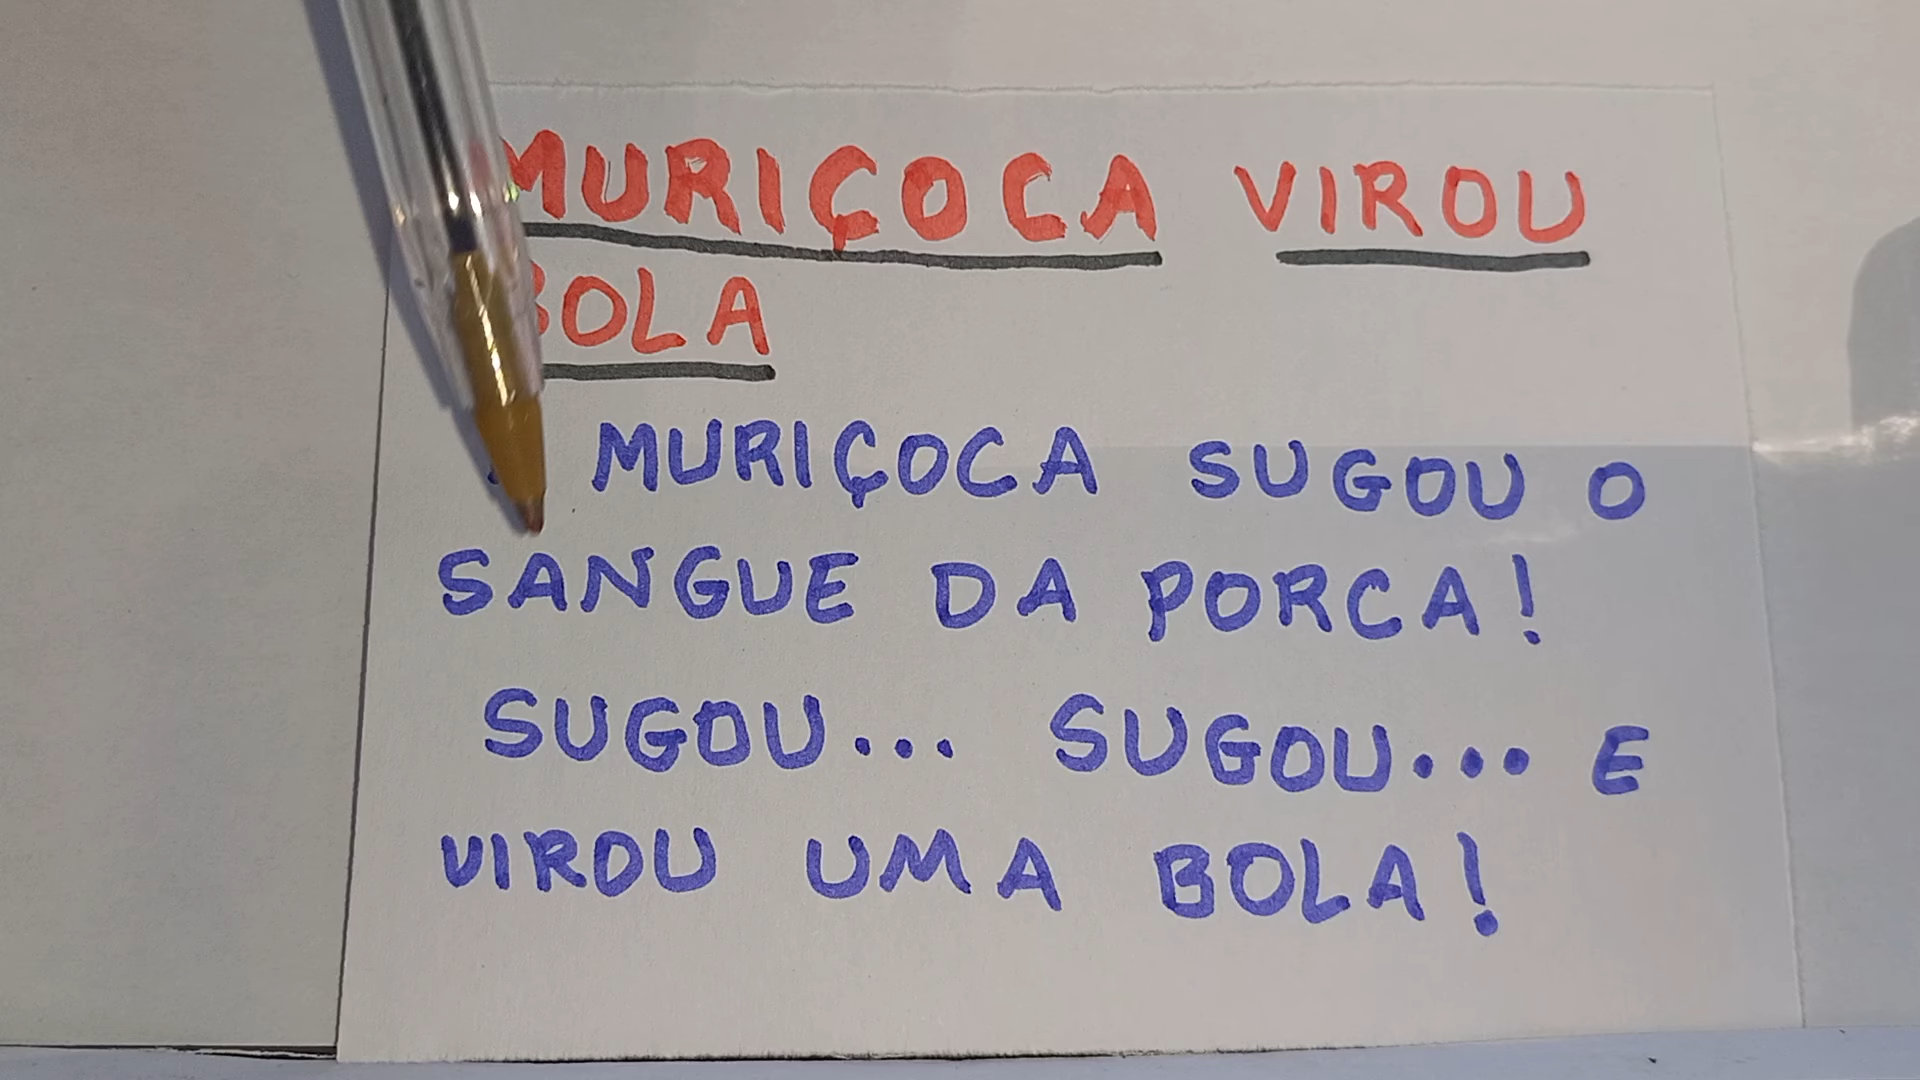 MURIÇOCA VIROU
BOLA
A MURIÇOCA SUGOU O
SANGUE DA PORCA!
SUGOU... SUGOU... E
VIROU UMA BOLA!